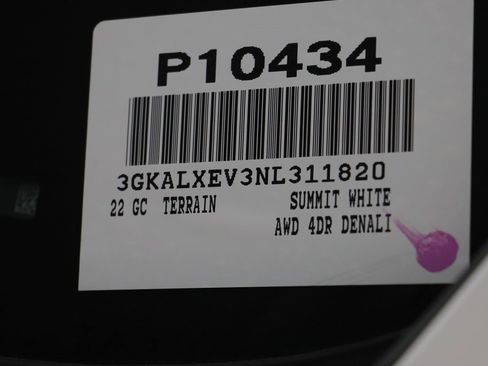 P10434
3GKALXEV3NL311820
22 GC TERRAIN SUMMIT WHITE
AWD 4DR DENALI